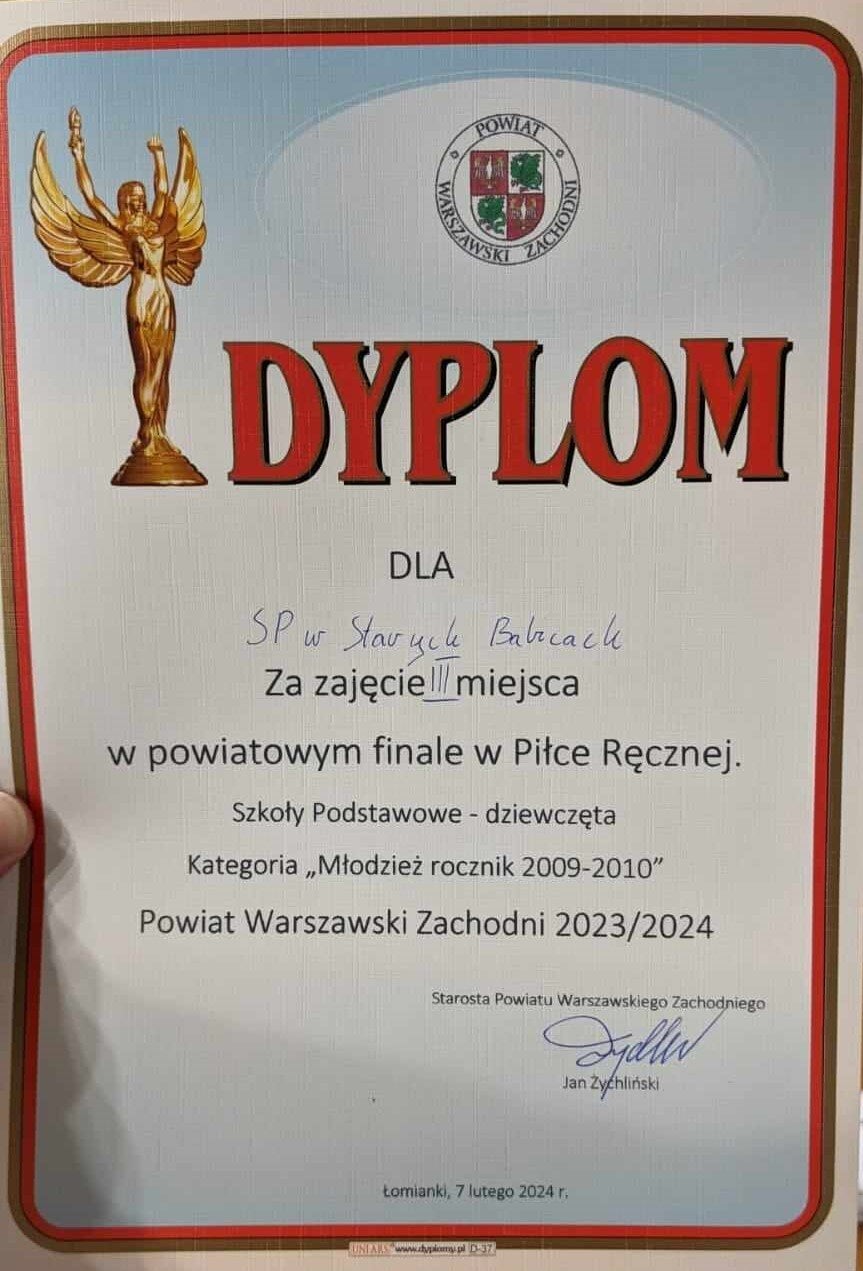 POWIAT
WARSZAWSKI ZACHODNI
DYPLOM
DLA
SP w Starych Babicach
Za zajęcie III miejsca
w powiatowym finale w Piłce Ręcznej.
Szkoły Podstawowe - dziewczęta
Kategoria „Młodzież rocznik 2009-2010”
Powiat Warszawski Zachodni 2023/2024
Starosta Powiatu Warszawskiego Zachodniego
Jan Żychliński
Łomianki, 7 lutego 2024 r.
UNIARS® www.dyplomy.pl D-37